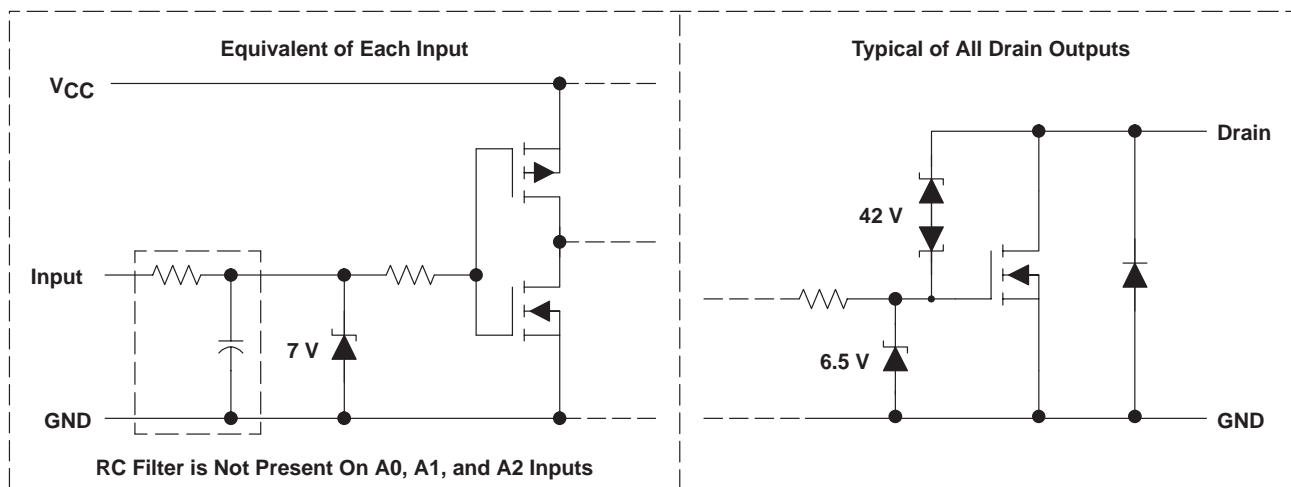 Equivalent of Each Input
VCC
Input
7 V
GND
RC Filter is Not Present On A0, A1, and A2 Inputs
Typical of All Drain Outputs
Drain
42 V
6.5 V
GND